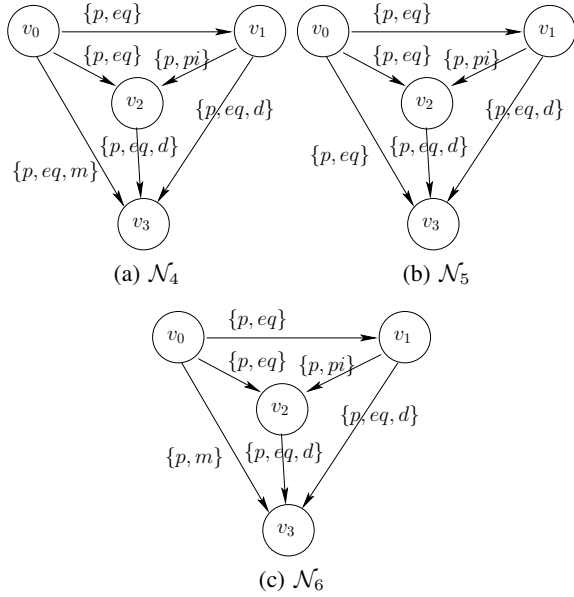 v₀ {p, eq} v₁
{p, eq} {p, pi}
v₂
{p, eq, d} {p, eq, d}
{p, eq, m}
v₃
(a) 𝒩₄
v₀ {p, eq} v₁
{p, eq} {p, pi}
v₂
{p, eq} {p, eq, d} {p, eq, d}
v₃
(b) 𝒩₅
v₀ {p, eq} v₁
{p, eq} {p, pi}
v₂
{p, eq, d}
{p, m} {p, eq, d}
v₃
(c) 𝒩₆